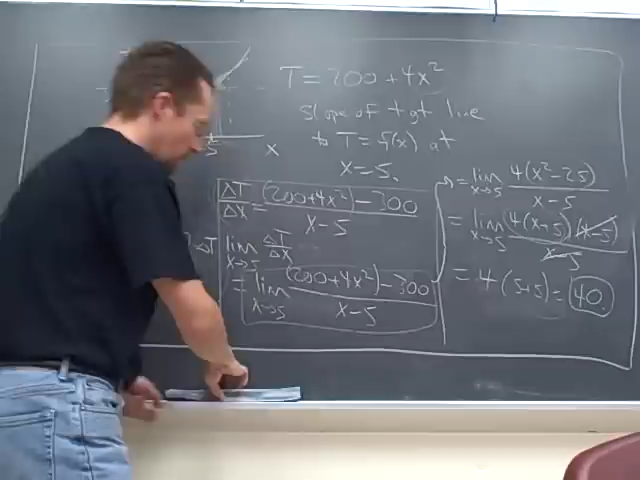 T = 200 + 4x²
Slope of tgt line
to T = f(x) at
x = 5.
5 x
ΔT/Δx = (200+4x²) - 300 / x - 5
ΔT lim x→5 ΔT/Δx
= lim x→5 (200+4x²) - 300 / x - 5
= lim x→5 4(x² - 25) / x - 5
= lim x→5 4(x+5)(x-5) / x-5
= 4(5+5) = 40.